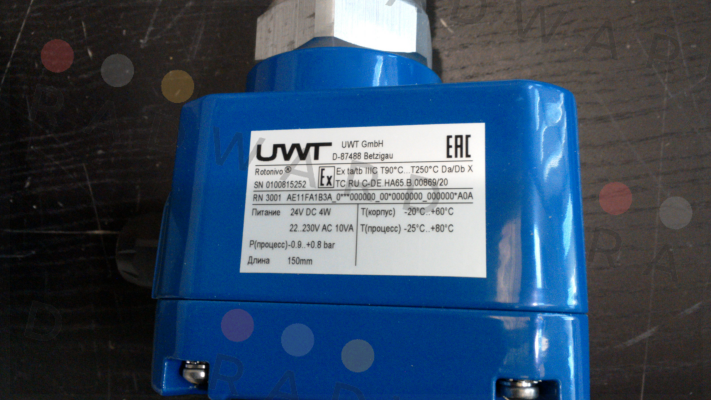 UWT
UWT GmbH
D-87488 Betzigau
EAC
Rotonivo®
Ex
Ex ta/tb IIIC T90°C...T250°C Da/Db X
SN 0100815252
TC RU C-DE.HA65.B.00869/20
RN 3001 AE11FA1B3A_0***000000_00*0000000_000000*A0A
Питание 24V DC 4W
T(корпус) -20°C..+60°C
22..230V AC 10VA
T(процесс) -25°C..+80°C
P(процесс)-0.9..+0.8 bar
Длина 150mm